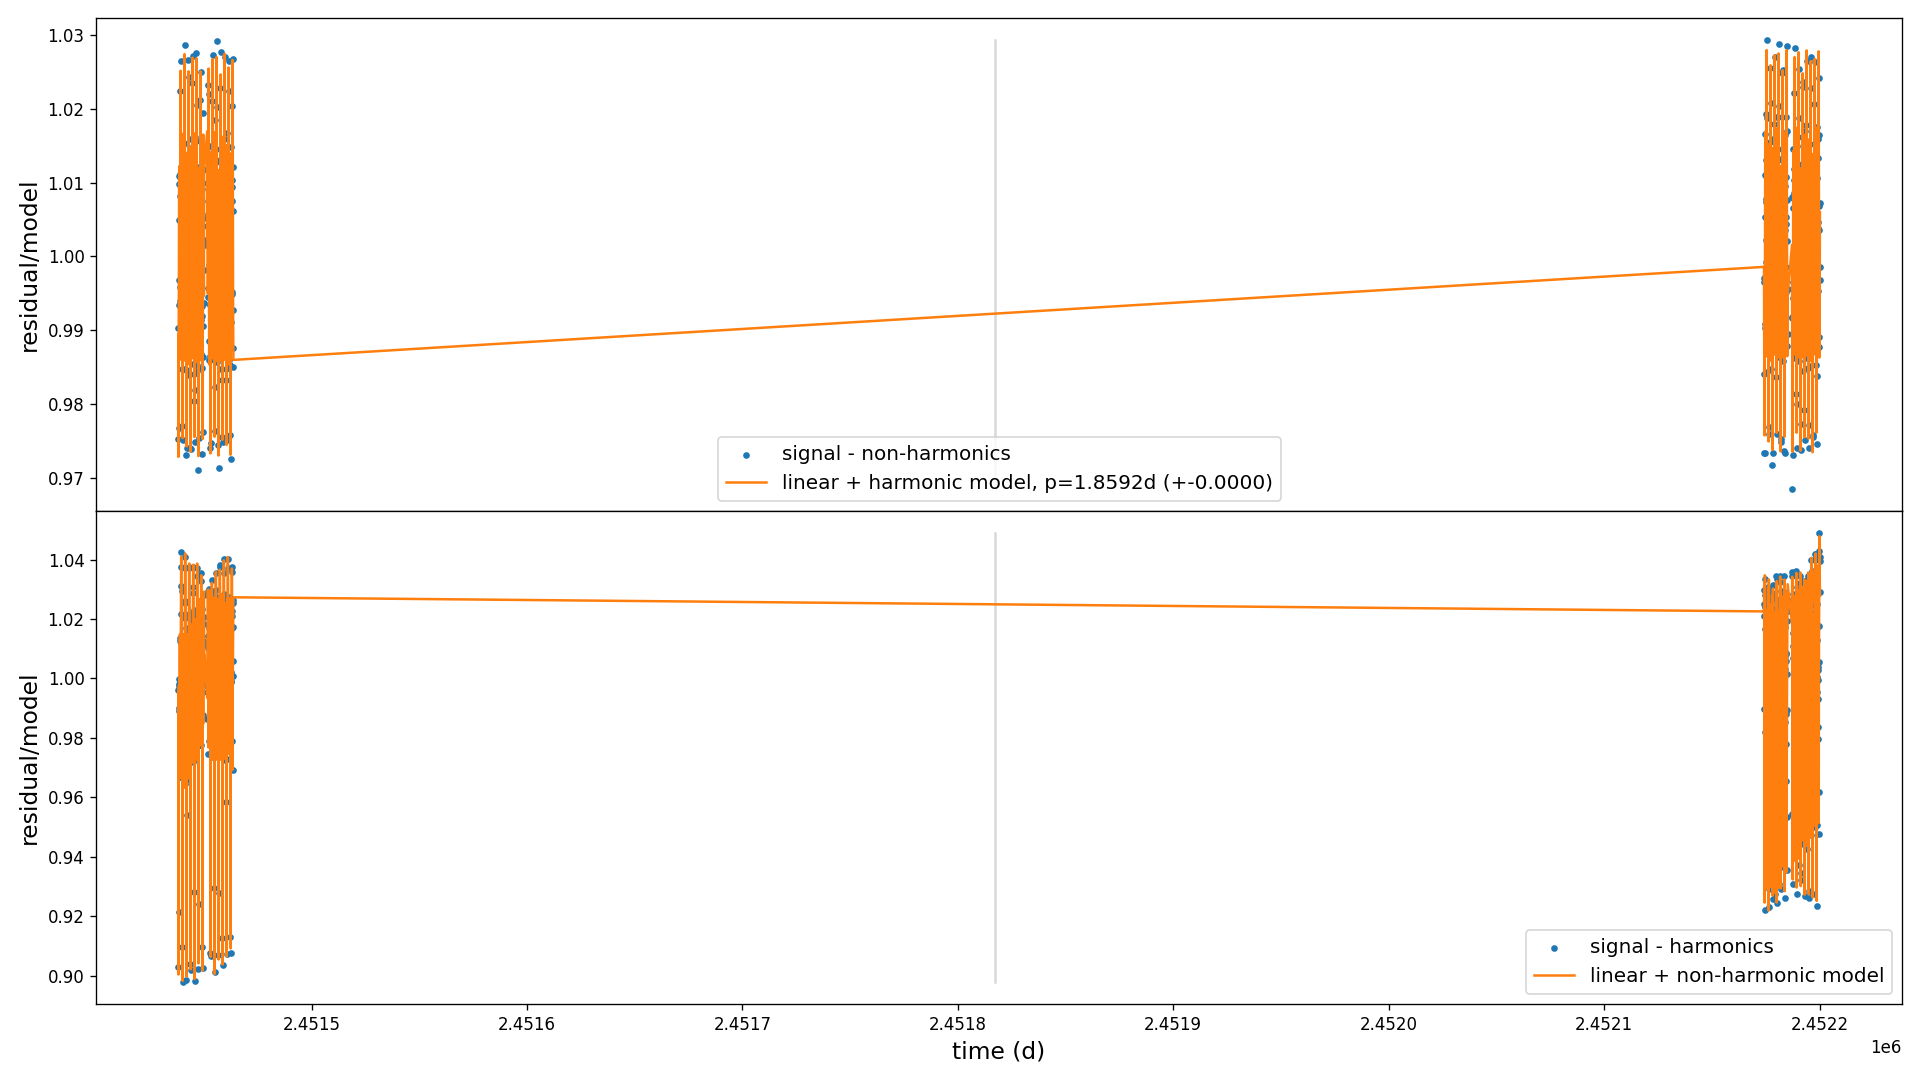 1.03
1.02
1.01
1.00
0.99
0.98
0.97
residual/model
signal - non-harmonics
linear + harmonic model, p=1.8592d (+-0.0000)
1.04
1.02
1.00
0.98
0.96
0.94
0.92
0.90
residual/model
signal - harmonics
linear + non-harmonic model
2.4515
2.4516
2.4517
2.4518
2.4519
2.4520
2.4521
2.4522
1e6
time (d)